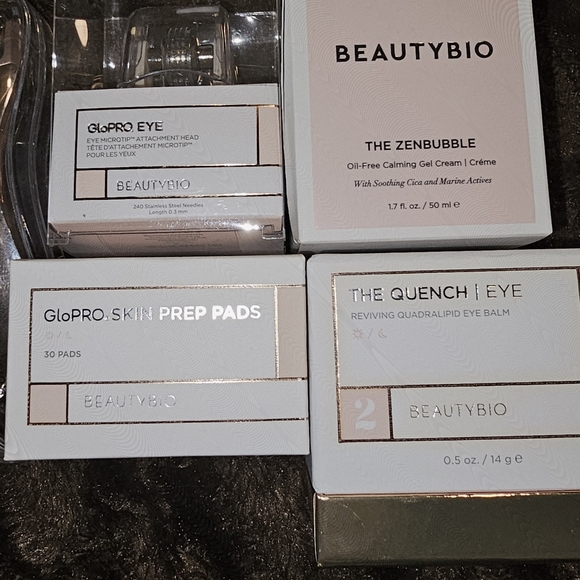 GloPRO. EYE
EYE MICROTIP™ ATTACHMENT HEAD
TÊTE D'ATTACHEMENT MICROTIP™
POUR LES YEUX
BEAUTYBIO
240 Stainless Steel Needles
Length 0.3 mm
BEAUTYBIO
THE ZENBUBBLE
Oil-Free Calming Gel Cream | Créme
With Soothing Cica and Marine Actives
1.7 fl. oz. / 50 ml e
GloPRO. SKIN PREP PADS
30 PADS
BEAUTYBIO
THE QUENCH | EYE
REVIVING QUADRALIPID EYE BALM
2
BEAUTYBIO
0.5 oz. / 14 g e